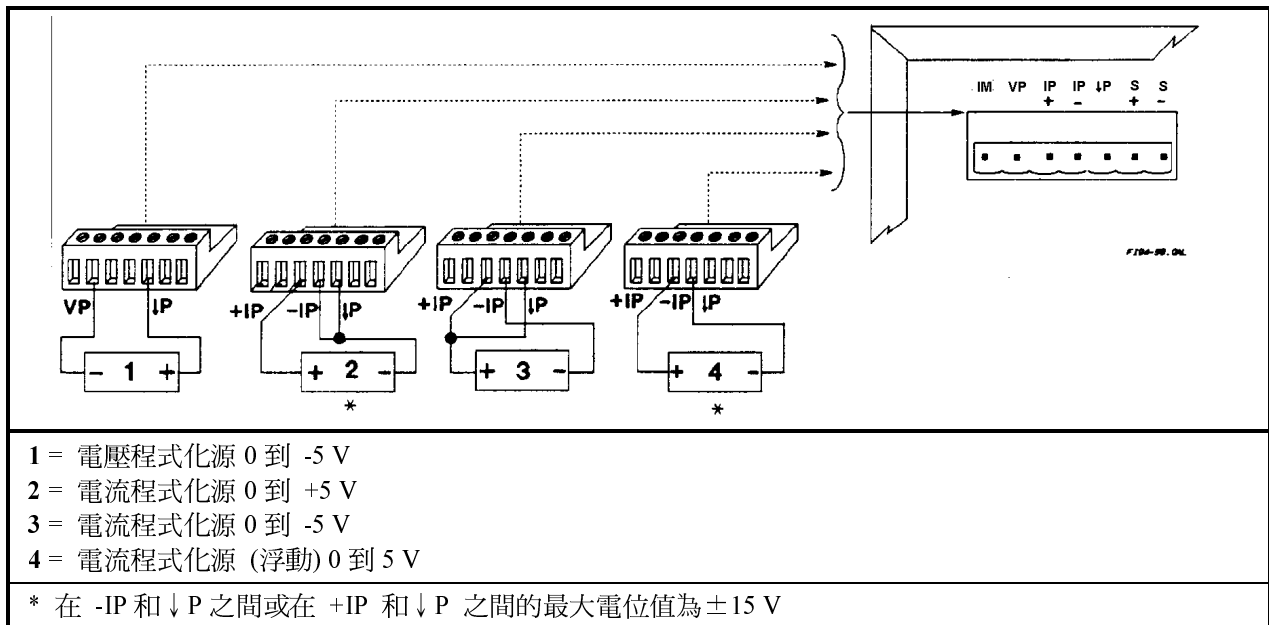 IM VP IP IP ↓P S S
+ - + -
FIG4-9B.GAL
VP ↓P
+IP -IP ↓P
+IP -IP ↓P
+IP -IP ↓P
- 1 +
+ 2 -
+ 3 -
+ 4 -
*
*
1 = 電壓程式化源 0 到 -5 V
2 = 電流程式化源 0 到 +5 V
3 = 電流程式化源 0 到 -5 V
4 = 電流程式化源 (浮動) 0 到 5 V
* 在 -IP 和↓P 之間或在 +IP 和↓P 之間的最大電位值為±15 V